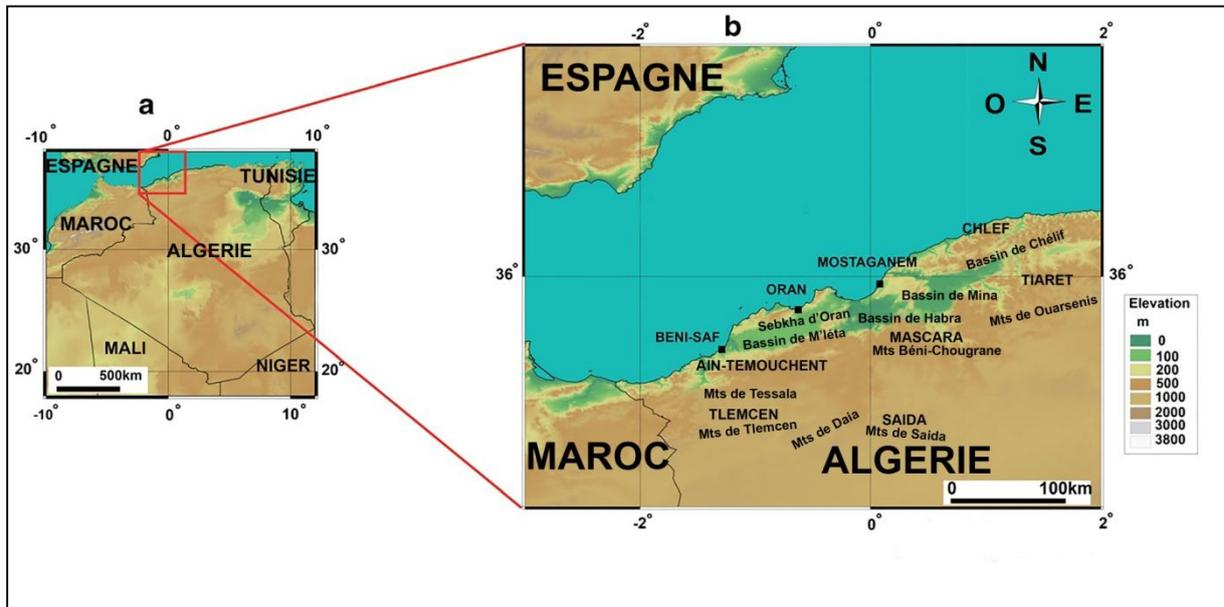 a
-10° 0° 10°
ESPAGNE
TUNISIE
MAROC
ALGERIE
30° 30°
MALI
NIGER
20° 20°
0 500km
-10° 0° 10°
b
-2° 0° 2°
ESPAGNE
N
O E
S
CHLEF
Bassin de Chélif
MOSTAGANEM
36° 36°
TIARET
ORAN
Bassin de Mina
Mts de Ouarsenis
Sebkha d'Oran
Bassin de Habra
BENI-SAF
Bassin de M'léta
MASCARA
Mts Béni-Chougrane
AIN-TEMOUCHENT
Mts de Tessala
TLEMCEN
Mts de Tlemcen
Mts de Daia
SAIDA
Mts de Saida
MAROC
ALGERIE
0 100km
-2° 0° 2°
Elevation
m
0
100
200
500
1000
2000
3000
3800